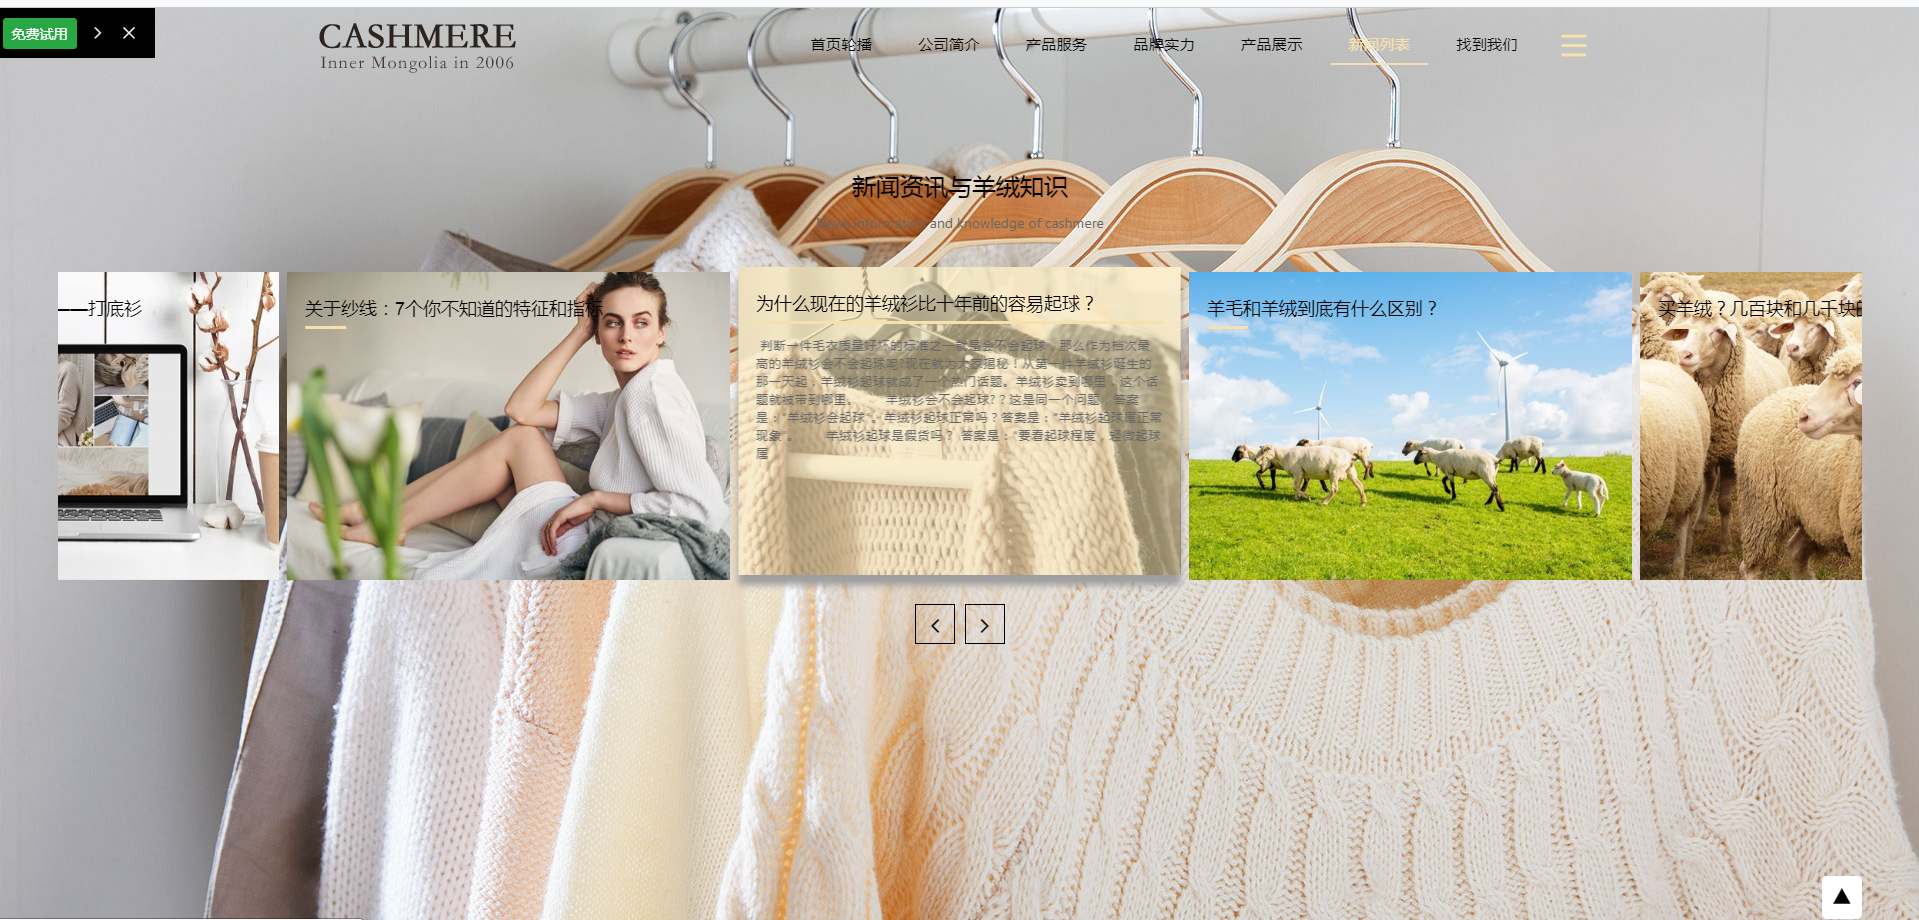 免费试用
CASHMERE
Inner Mongolia in 2006
首页轮播 公司简介 产品服务 品牌实力 产品展示 新闻列表 找到我们
新闻资讯与羊绒知识
News information and knowledge of cashmere
——打底衫
关于纱线：7个你不知道的特征和指标
为什么现在的羊绒衫比十年前的容易起球？
判断一件毛衣质量好坏的标准之一就是会不会起球，那么作为档次最
高的羊绒衫会不会起球呢?现在就为大家揭秘！从第一件羊绒衫诞生的
那一天起，羊绒衫起球就成了一个热门话题。羊绒衫卖到哪里，这个话
题就被带到哪里。 羊绒衫会不会起球?？这是同一个问题，答案
是：“羊绒衫会起球”。羊绒衫起球正常吗？答案是：“羊绒衫起球属正常
现象”。 羊绒衫起球是假货吗？ 答案是：“要看起球程度，轻微起球
属
羊毛和羊绒到底有什么区别？
买羊绒？几百块和几千块